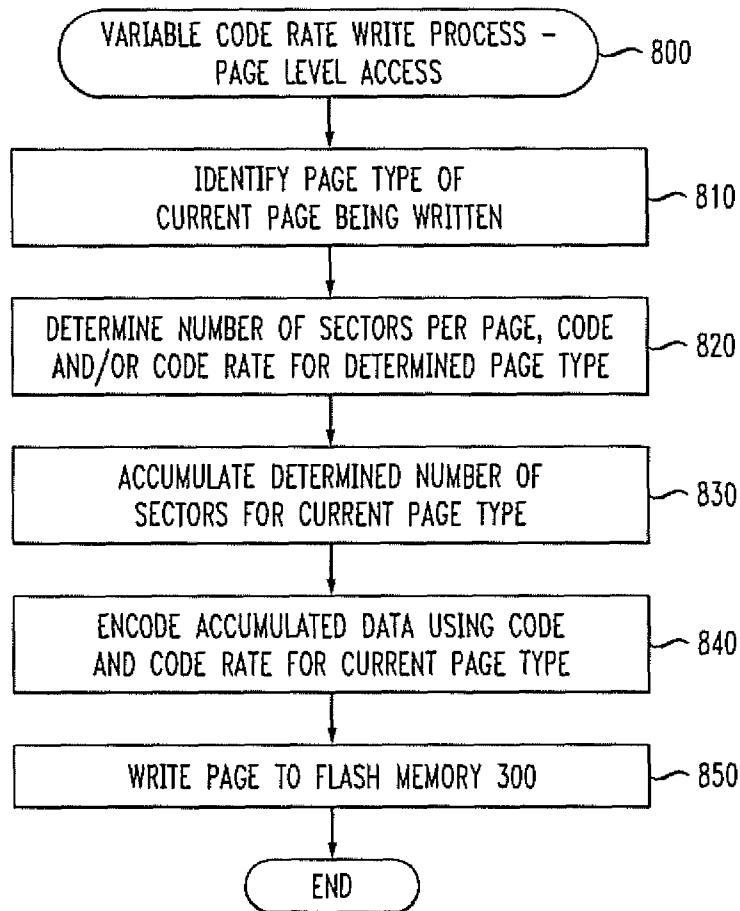 VARIABLE CODE RATE WRITE PROCESS –
PAGE LEVEL ACCESS
800
IDENTIFY PAGE TYPE OF
CURRENT PAGE BEING WRITTEN
810
DETERMINE NUMBER OF SECTORS PER PAGE, CODE
AND/OR CODE RATE FOR DETERMINED PAGE TYPE
820
ACCUMULATE DETERMINED NUMBER OF
SECTORS FOR CURRENT PAGE TYPE
830
ENCODE ACCUMULATED DATA USING CODE
AND CODE RATE FOR CURRENT PAGE TYPE
840
WRITE PAGE TO FLASH MEMORY 300
850
END